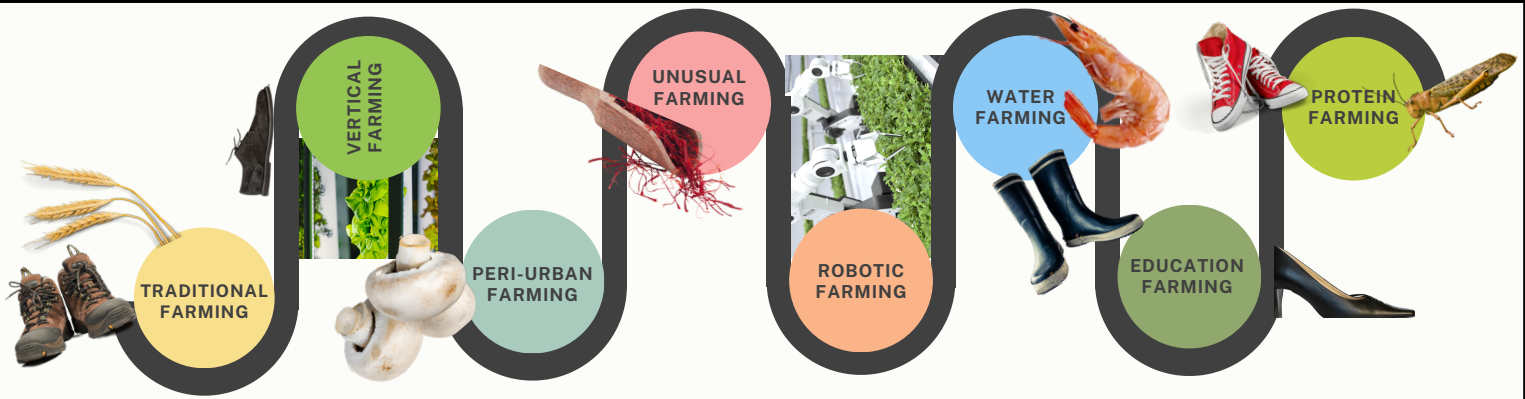 TRADITIONAL
FARMING
VERTICAL
FARMING
PERI-URBAN
FARMING
UNUSUAL
FARMING
ROBOTIC
FARMING
WATER
FARMING
EDUCATION
FARMING
PROTEIN
FARMING